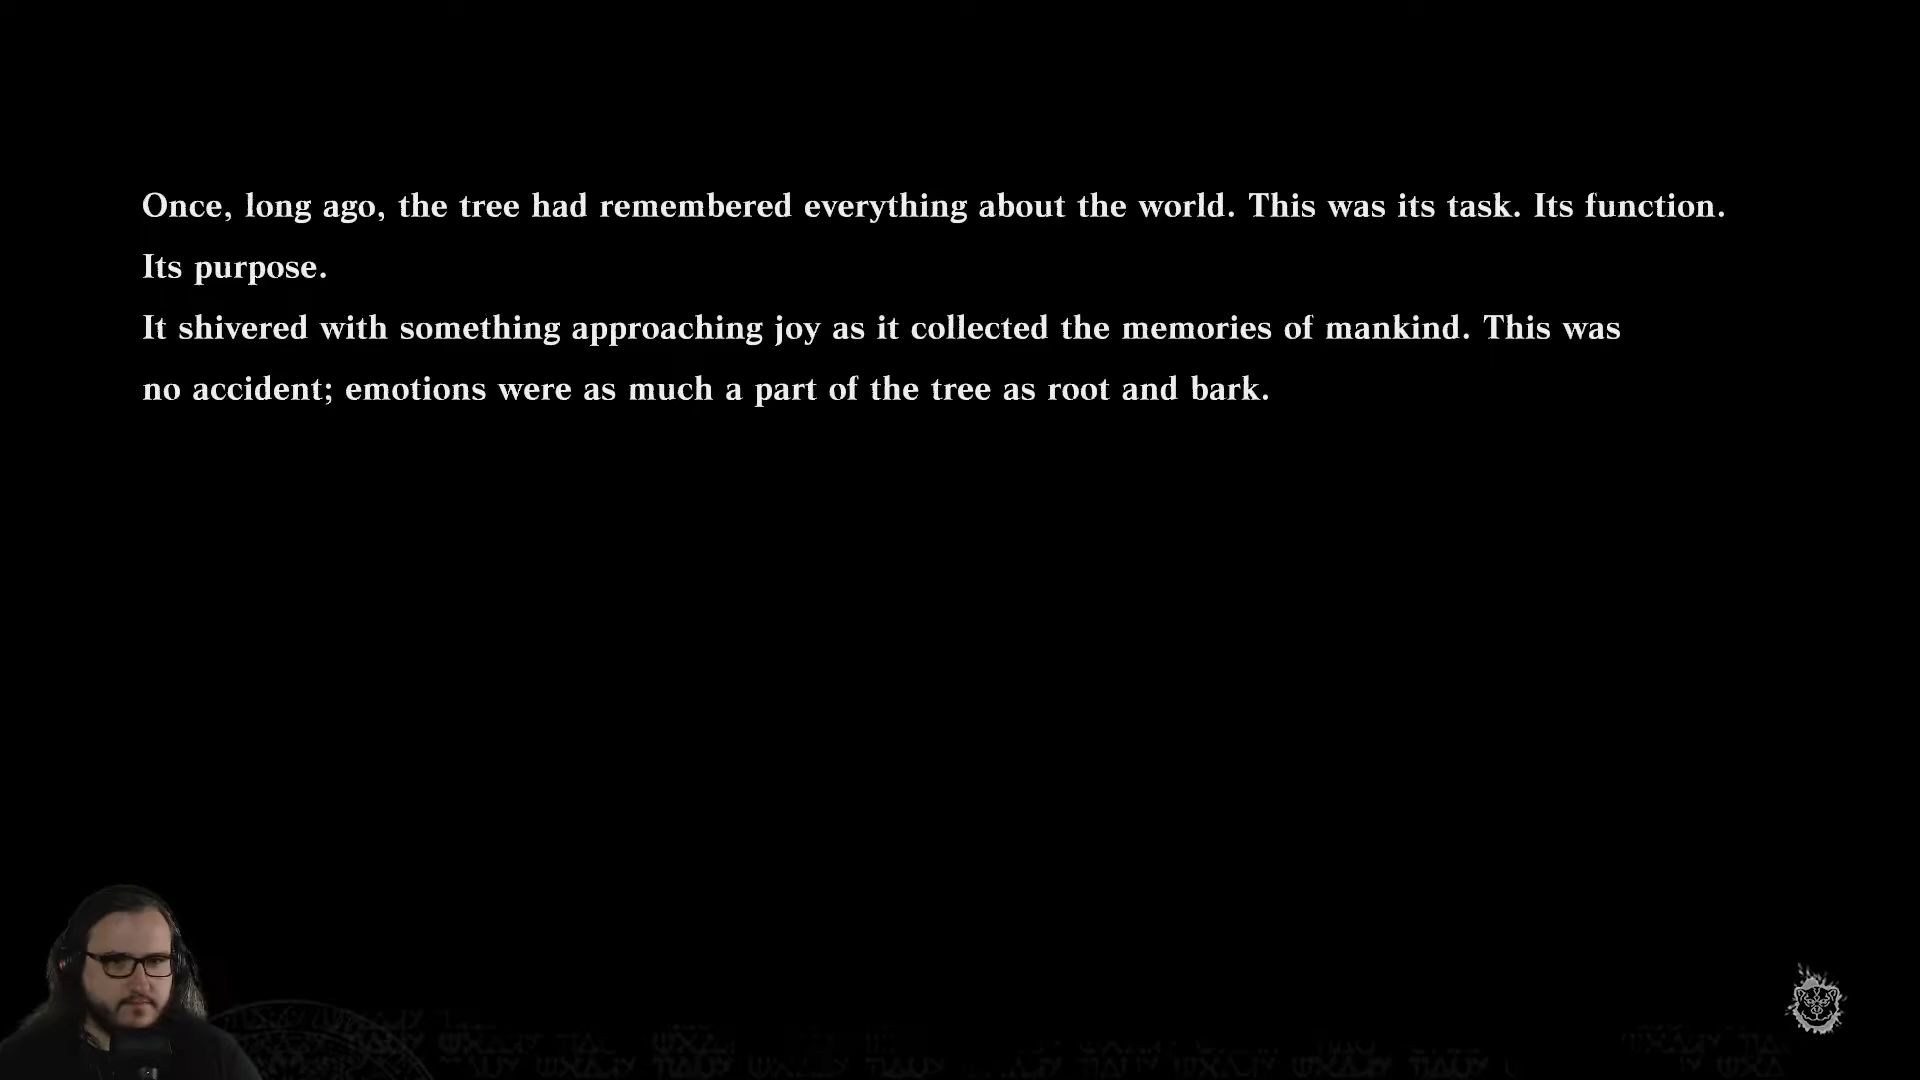 Once, long ago, the tree had remembered everything about the world. This was its task. Its function.
Its purpose.
It shivered with something approaching joy as it collected the memories of mankind. This was
no accident; emotions were as much a part of the tree as root and bark.